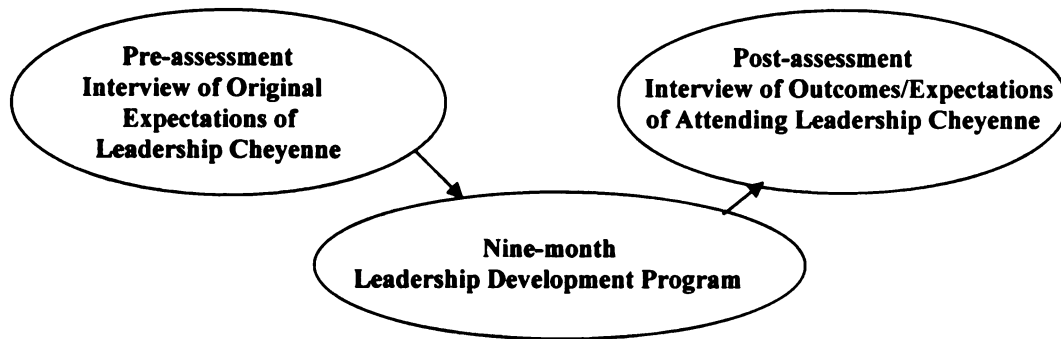 Pre-assessment
Interview of Original
Expectations of
Leadership Cheyenne
Post-assessment
Interview of Outcomes/Expectations
of Attending Leadership Cheyenne
Nine-month
Leadership Development Program